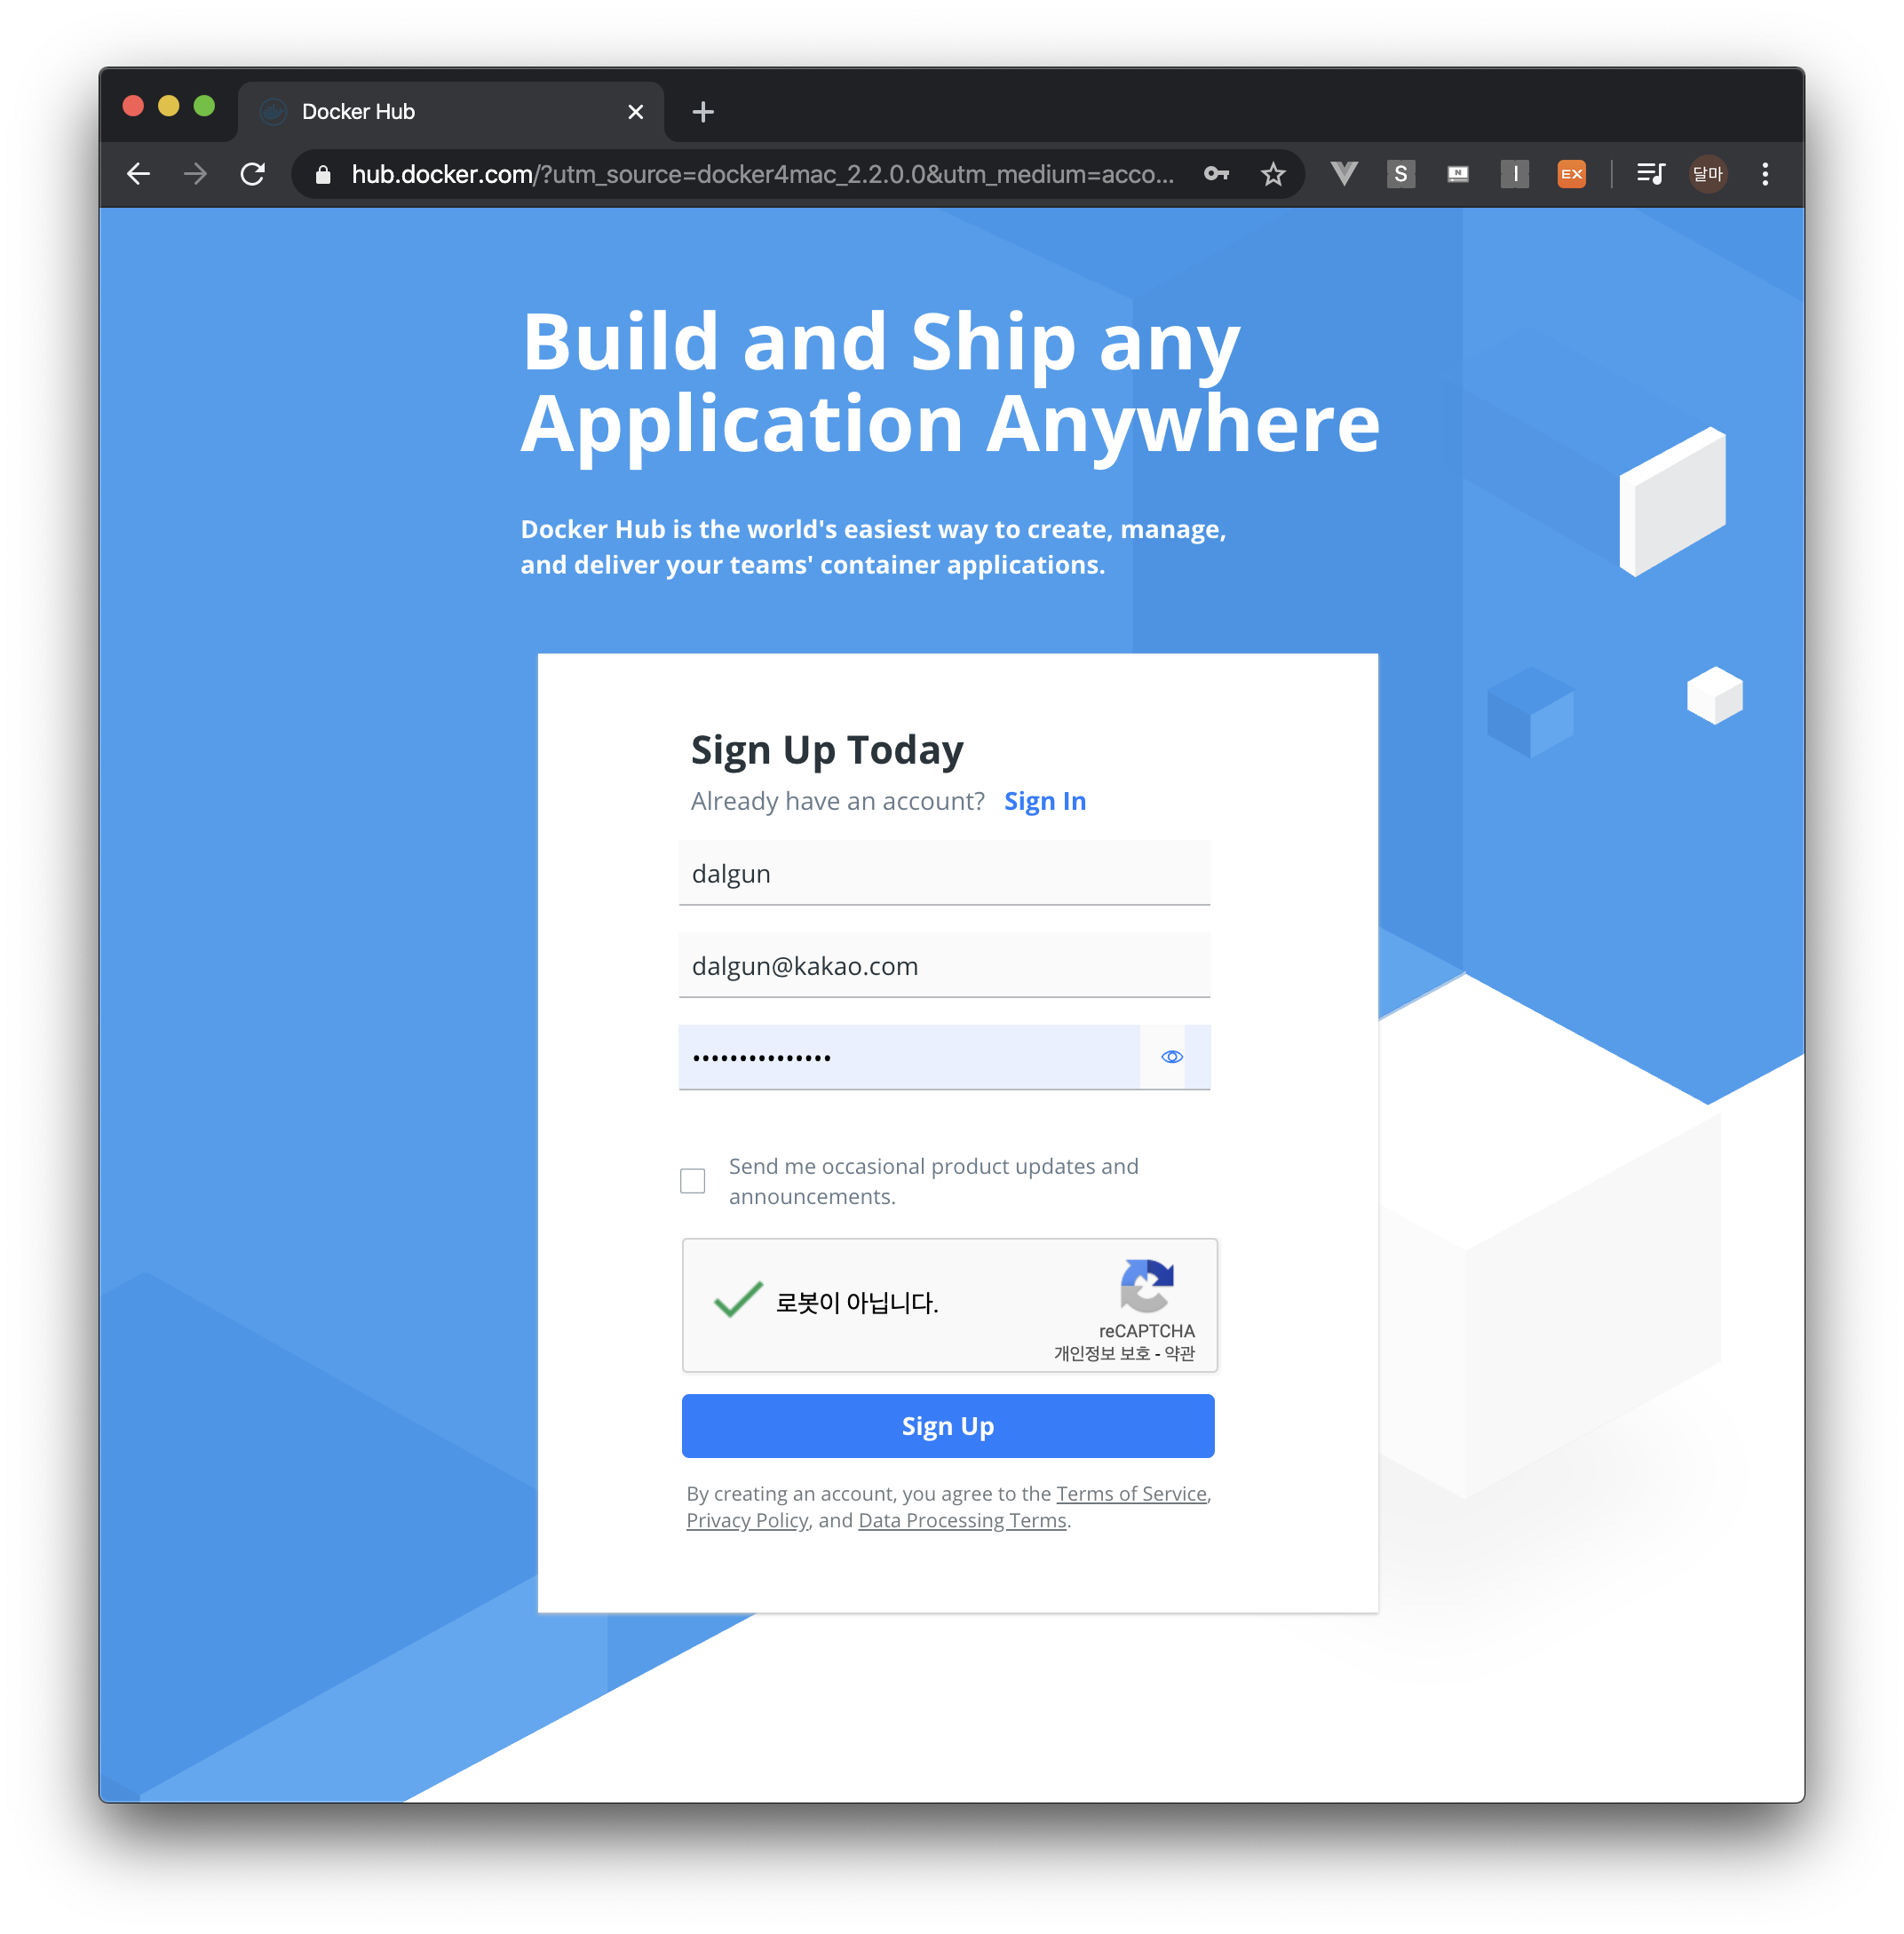 Docker Hub
hub.docker.com/?utm_source=docker4mac_2.2.0.0&utm_medium=acco...
S
N
I
EX
달마
Build and Ship any
Application Anywhere
Docker Hub is the world's easiest way to create, manage,
and deliver your teams' container applications.
Sign Up Today
Already have an account? Sign In
dalgun
dalgun@kakao.com
•••••••••••••••
Send me occasional product updates and
announcements.
로봇이 아닙니다.
reCAPTCHA
개인정보 보호 - 약관
Sign Up
By creating an account, you agree to the Terms of Service,
Privacy Policy, and Data Processing Terms.